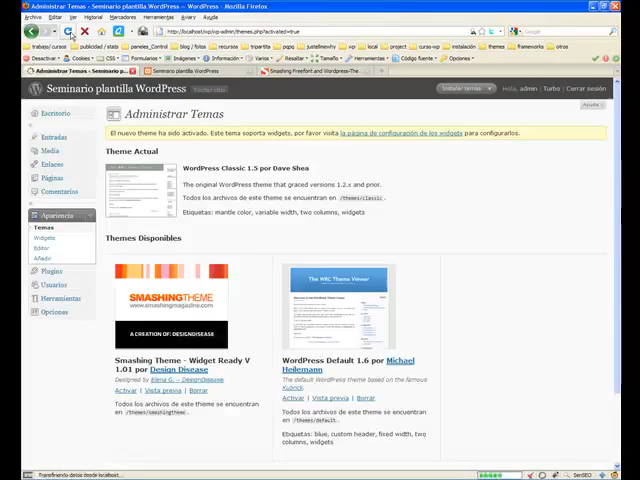 Administrar Temas - Seminario plantilla WordPress — WordPress - Mozilla Firefox
Archivo Editar Ver Historial Marcadores Herramientas Aviary Ayuda
http://localhost/wp/wp-admin/themes.php?activated=true
trabajo/ cursos publicidad / stats paneles_Control blog / foros recursos tripartita pqpq justellmewhy wp local proxim curso-wp instalación themes diseño css
Desactivar Cookies CSS Formularios Imágenes Información Varios Resaltar Tamaño Herramientas Código fuente Opciones
Administrar Temas - Seminario p... Seminario plantilla WordPress Smashing Freefont and Wordpress-The...
Seminario plantilla WordPress Visitar sitio Instalar temas Hola, admin Turbo Cerrar sesión
Ayuda
Escritorio
Entradas
Media
Enlaces
Páginas
Comentarios
Apariencia
Temas
Widgets
Editor
Añadir
Plugins
Usuarios
Herramientas
Opciones
Administrar Temas
El nuevo theme ha sido activado. Este tema soporta widgets, por favor visita la página de configuración de los widgets para configurarlos.
Theme Actual
WordPress Classic 1.5 por Dave Shea
The original WordPress theme that graced versions 1.2.x and prior.
Todos los archivos de este theme se encuentran en /themes/classic.
Etiquetas: mantle color, variable width, two columns, widgets
Themes Disponibles
SMASHINGTHEME
www.smashingmagazine.com
A CREATION OF: DESIGNDISEASE
Smashing Theme - Widget Ready V
1.01 por Design Disease
Designed by Elena G. - DesignDisease
Activar | Vista previa | Borrar
Todos los archivos de este theme se encuentran
en /themes/smashingtheme.
The WRC Theme Viewer
WordPress Default 1.6 por Michael
Heilemann
The default WordPress theme based on the famous
Kubrick.
Activar | Vista previa | Borrar
Todos los archivos de este theme se encuentran
en /themes/default.
Etiquetas: blue, custom header, fixed width, two
columns, widgets
Transfiriendo datos desde localhost...
SenSEO